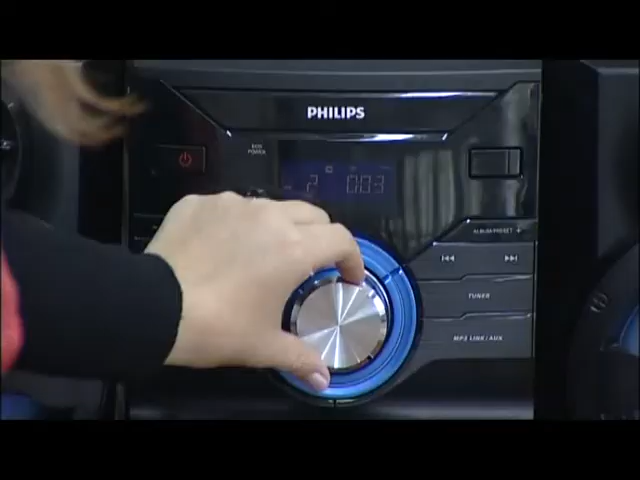 PHILIPS
ECO POWER
2 003
ALBUM/PRESET +
TUNER
MP3 LINK / AUX